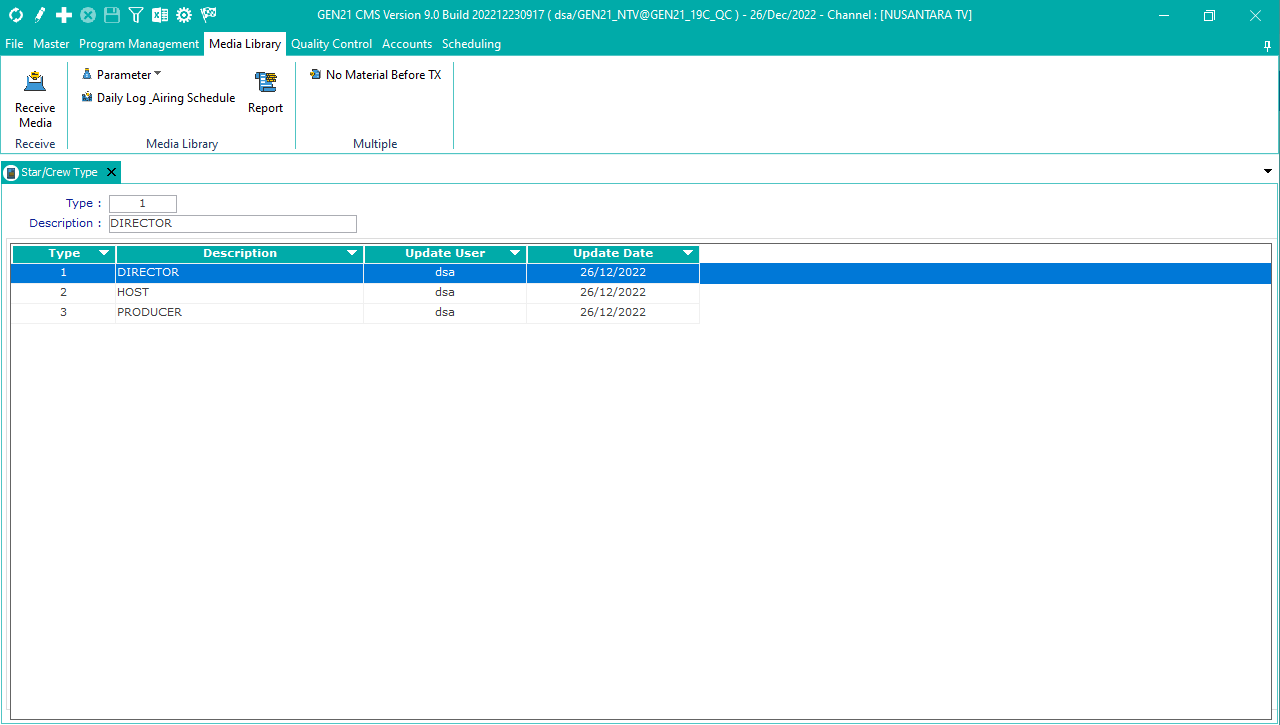 GEN21 CMS Version 9.0 Build 202212230917 ( dsa/GEN21_NTV@GEN21_19C_QC ) - 26/Dec/2022 - Channel : [NUSANTARA TV]
File Master Program Management Media Library Quality Control Accounts Scheduling
Receive Media
Receive
Parameter
Daily Log _Airing Schedule
Report
Media Library
No Material Before TX
Multiple
Star/Crew Type
Type : 1
Description : DIRECTOR
Type Description Update User Update Date
1 DIRECTOR dsa 26/12/2022
2 HOST dsa 26/12/2022
3 PRODUCER dsa 26/12/2022